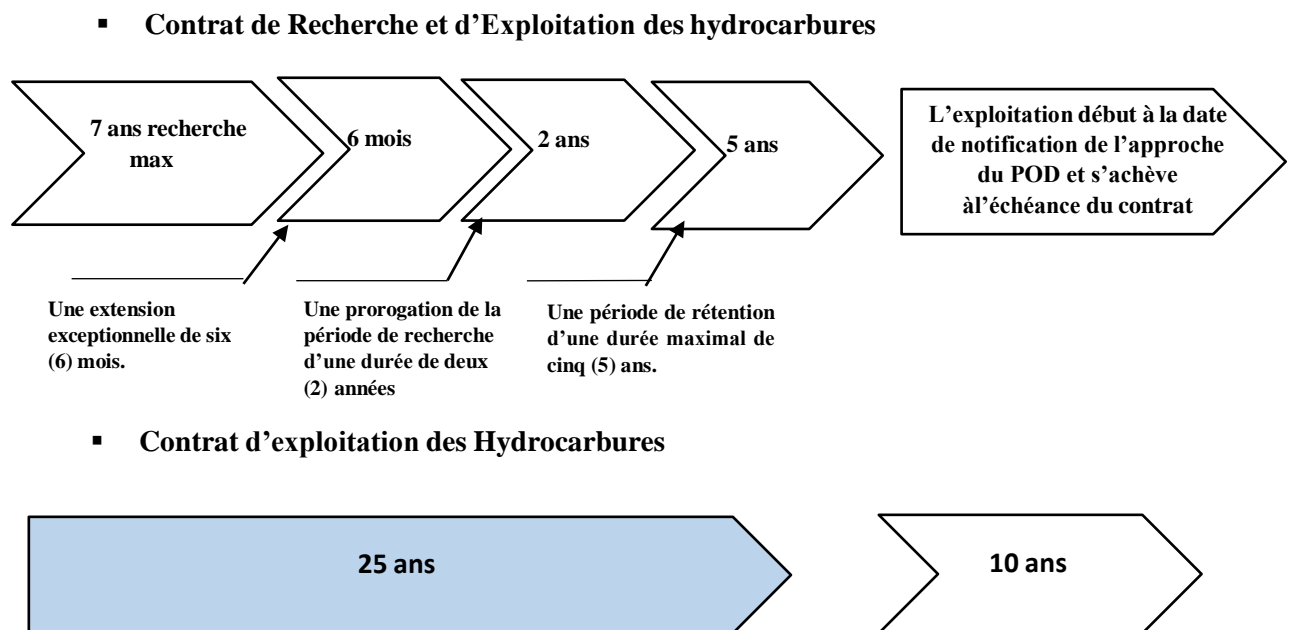 ▪ Contrat de Recherche et d’Exploitation des hydrocarbures
7 ans recherche
max
6 mois
2 ans
5 ans
L’exploitation début à la date
de notification de l’approche
du POD et s’achève
àl’échéance du contrat
Une extension
exceptionnelle de six
(6) mois.
Une prorogation de la
période de recherche
d’une durée de deux
(2) années
Une période de rétention
d’une durée maximal de
cinq (5) ans.
▪ Contrat d’exploitation des Hydrocarbures
25 ans
10 ans